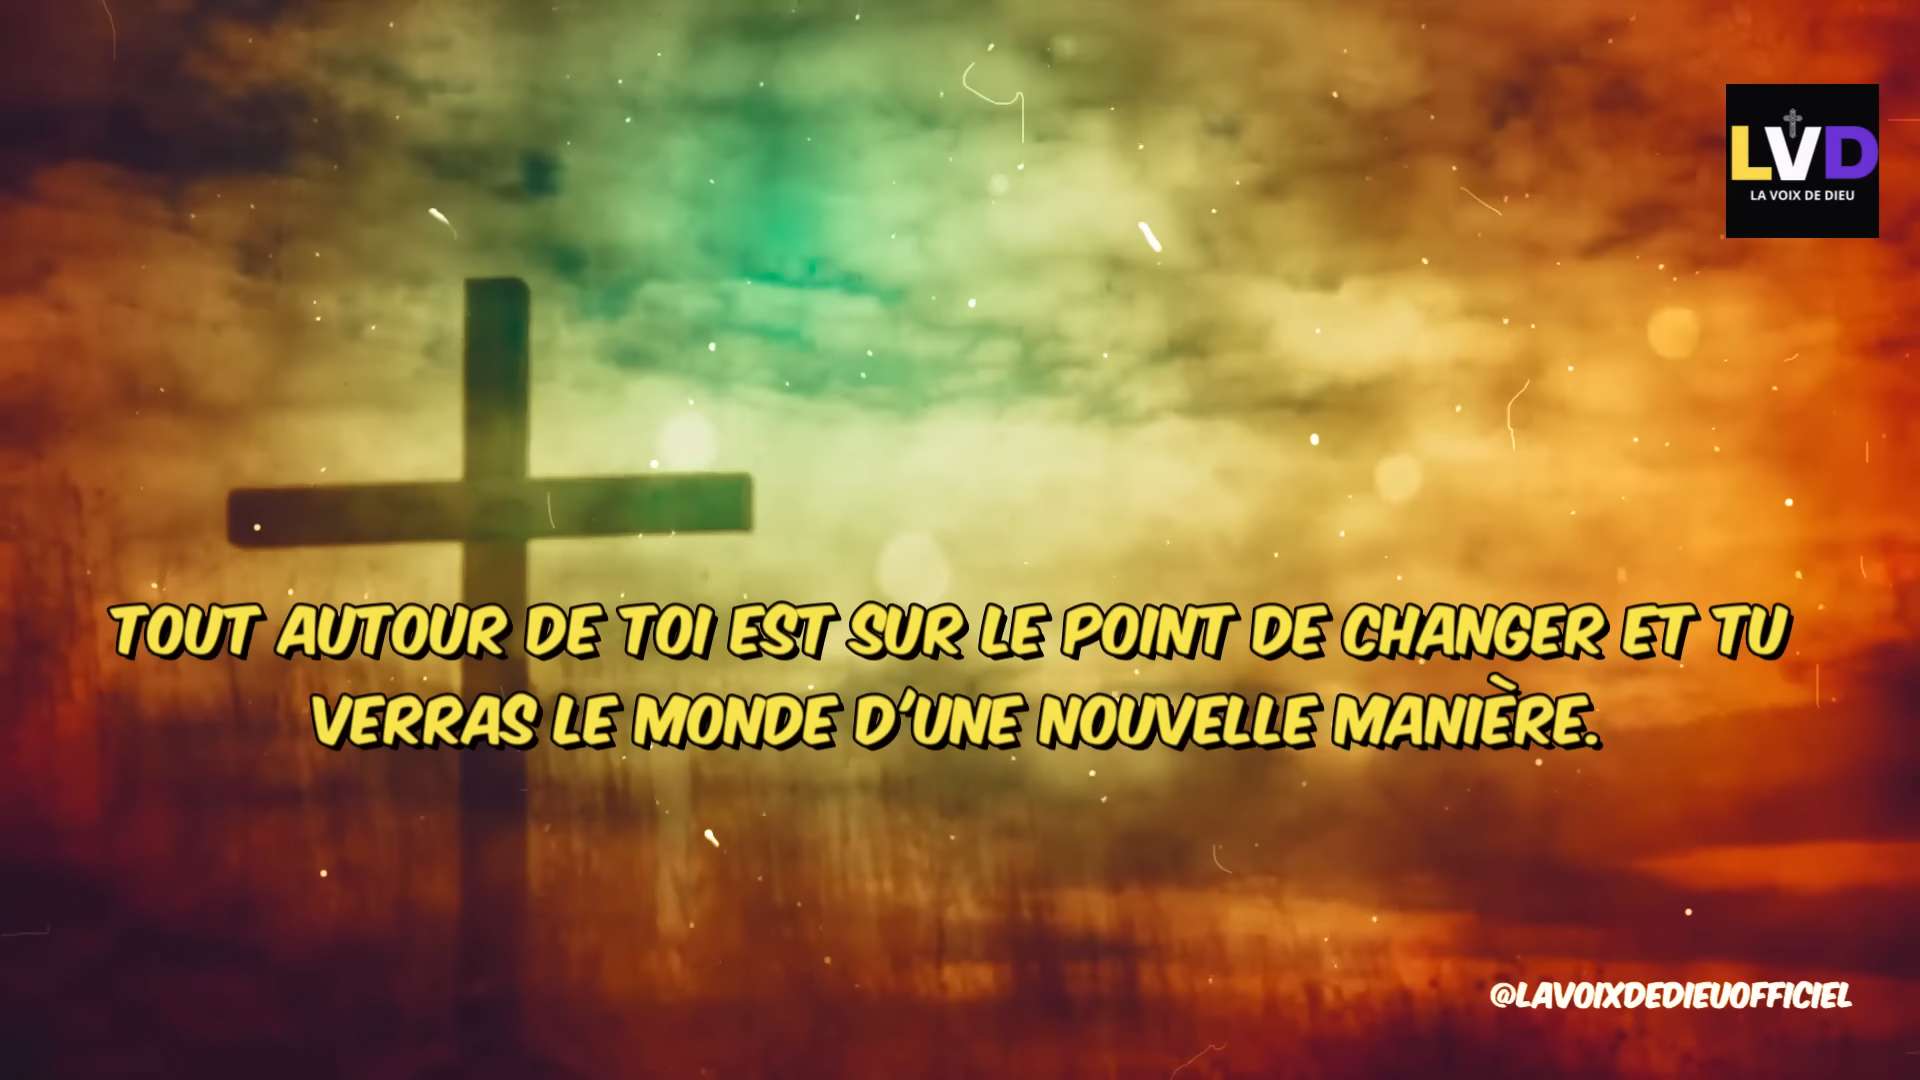 LVD
LA VOIX DE DIEU
TOUT AUTOUR DE TOI EST SUR LE POINT DE CHANGER ET TU
VERRAS LE MONDE D'UNE NOUVELLE MANIÈRE.
@LAVOIXDEDIEUOFFICIEL